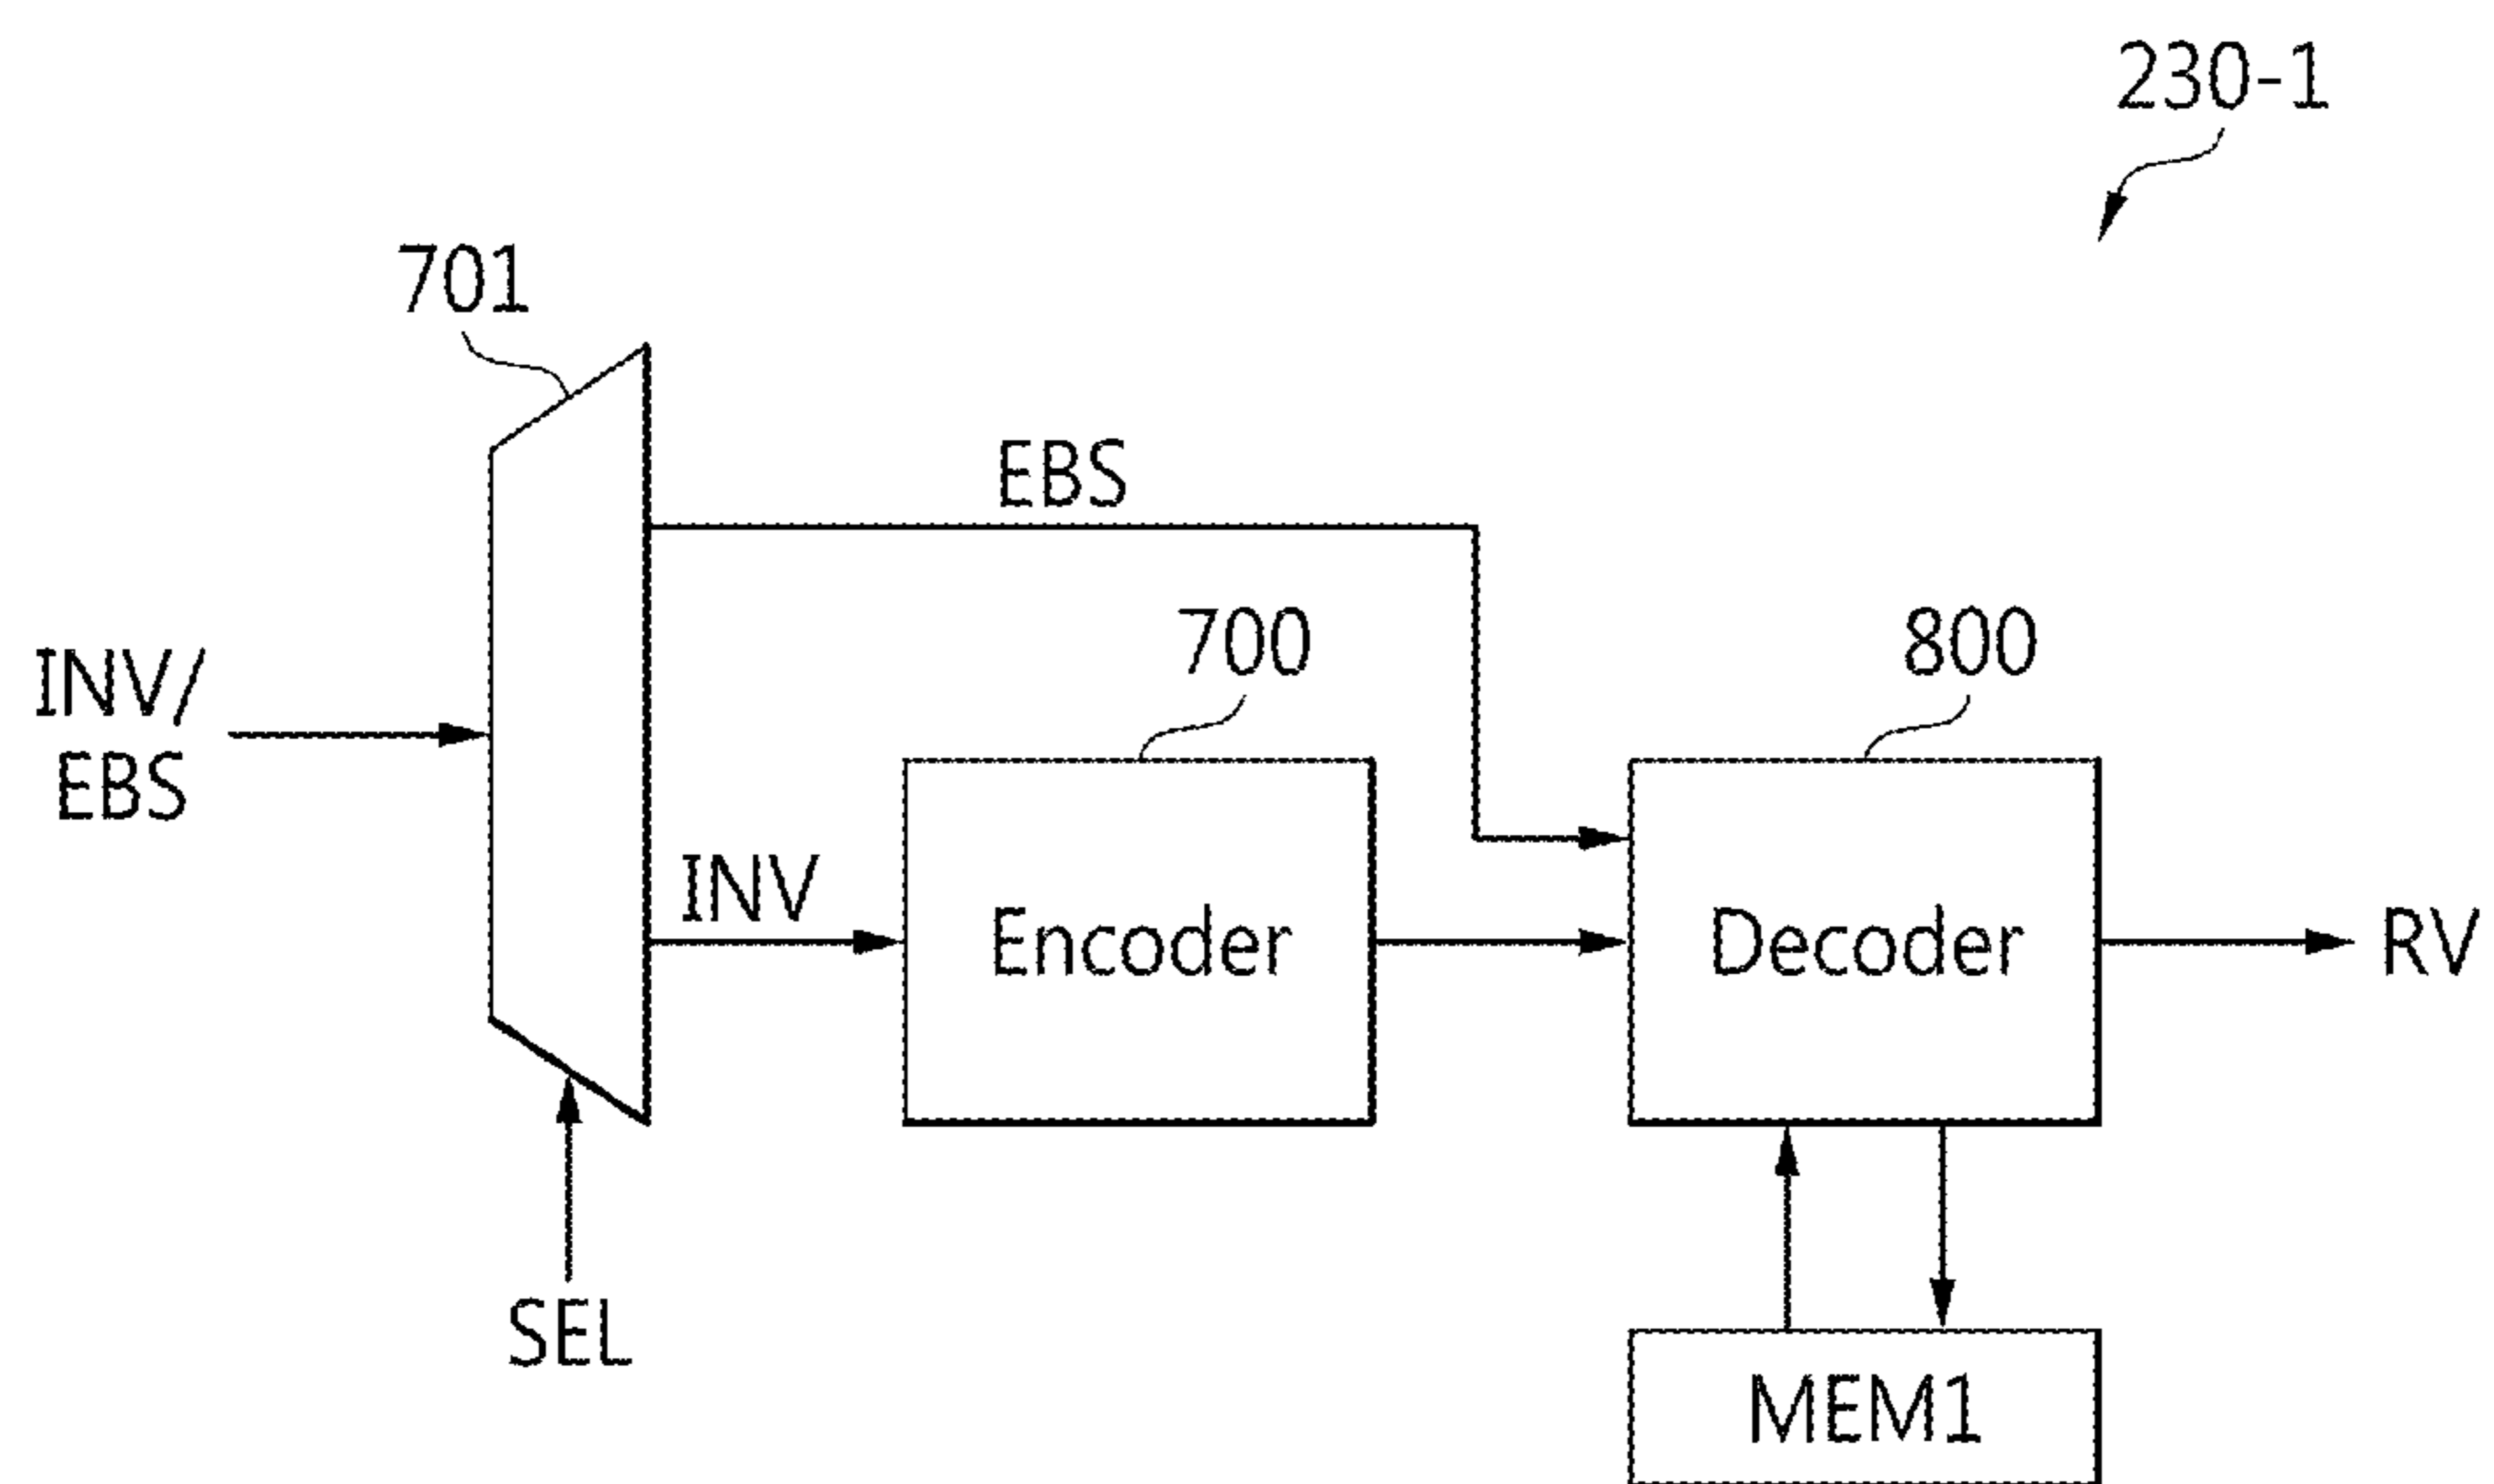 230-1
701
EBS
700
800
INV/
EBS
INV
Encoder
Decoder
RV
SEL
MEM1